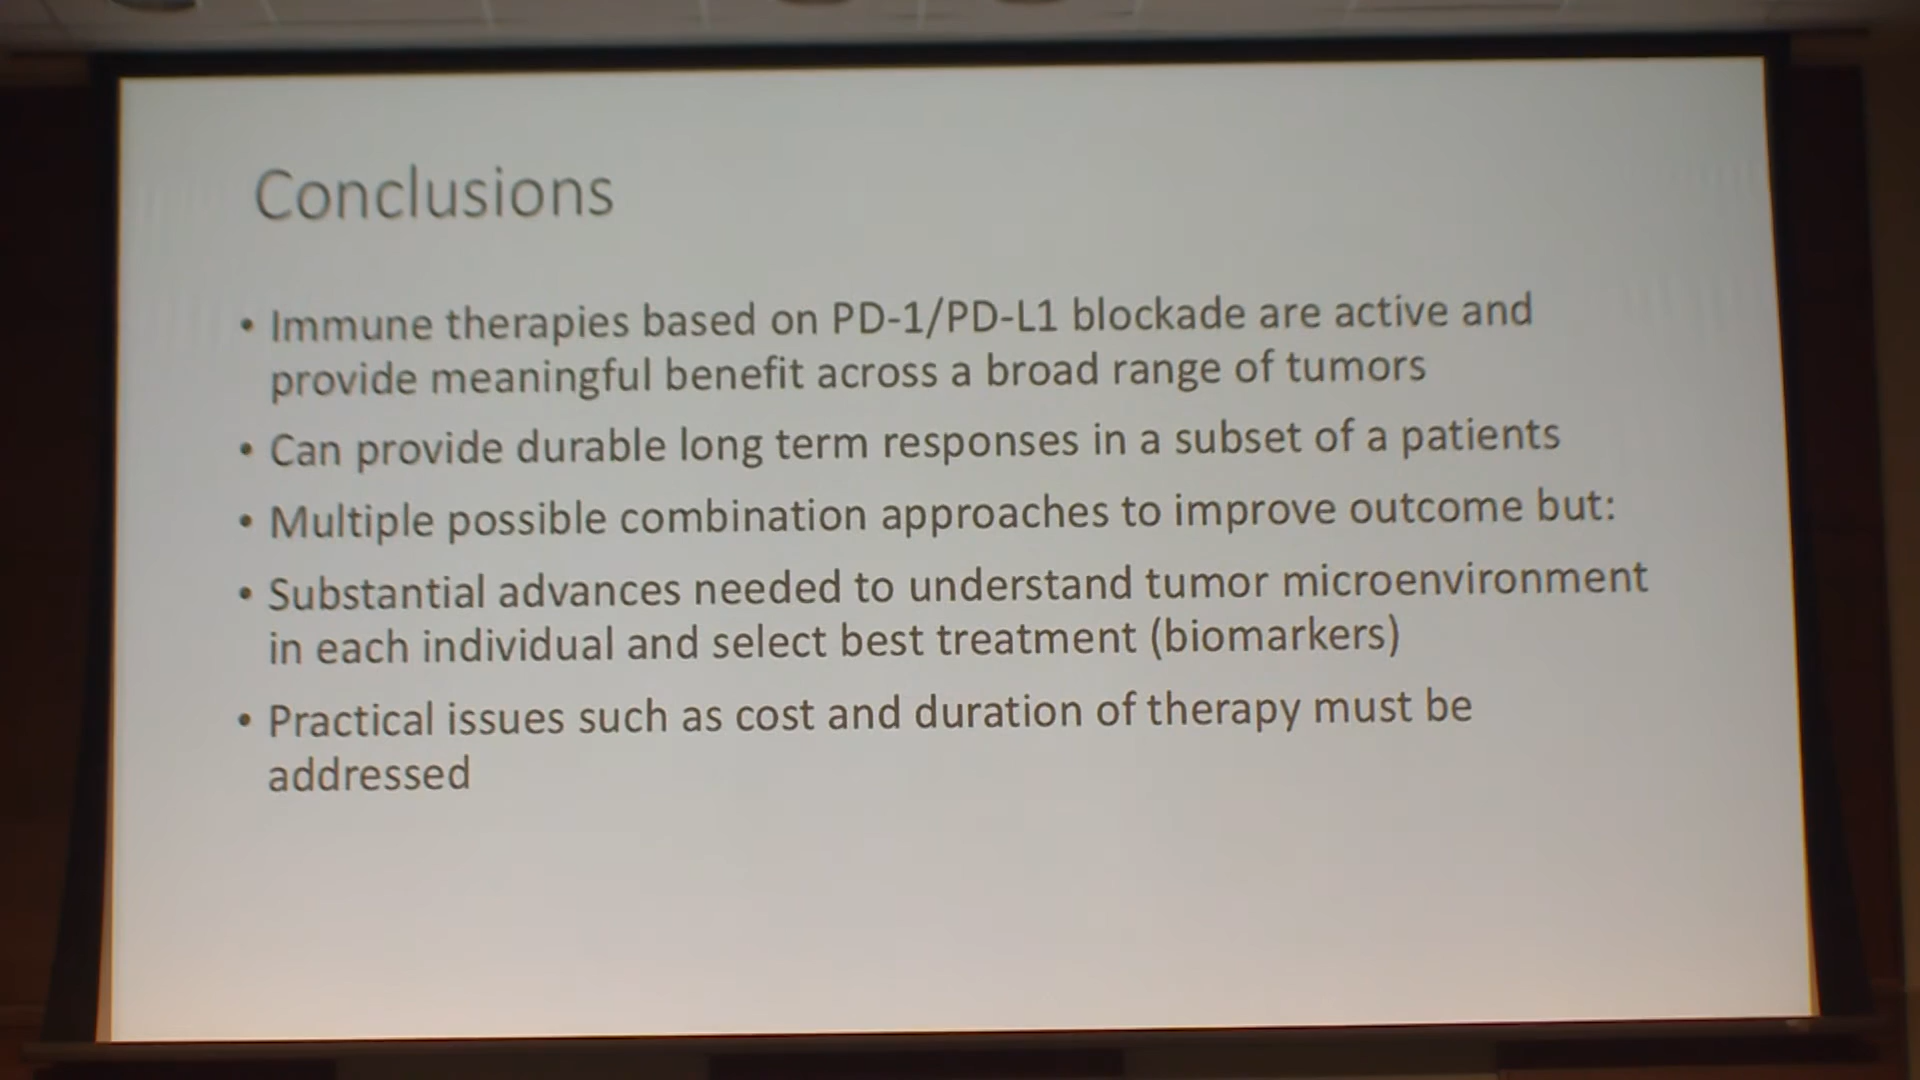 Conclusions
• Immune therapies based on PD-1/PD-L1 blockade are active and
provide meaningful benefit across a broad range of tumors
• Can provide durable long term responses in a subset of a patients
• Multiple possible combination approaches to improve outcome but:
• Substantial advances needed to understand tumor microenvironment
in each individual and select best treatment (biomarkers)
• Practical issues such as cost and duration of therapy must be
addressed